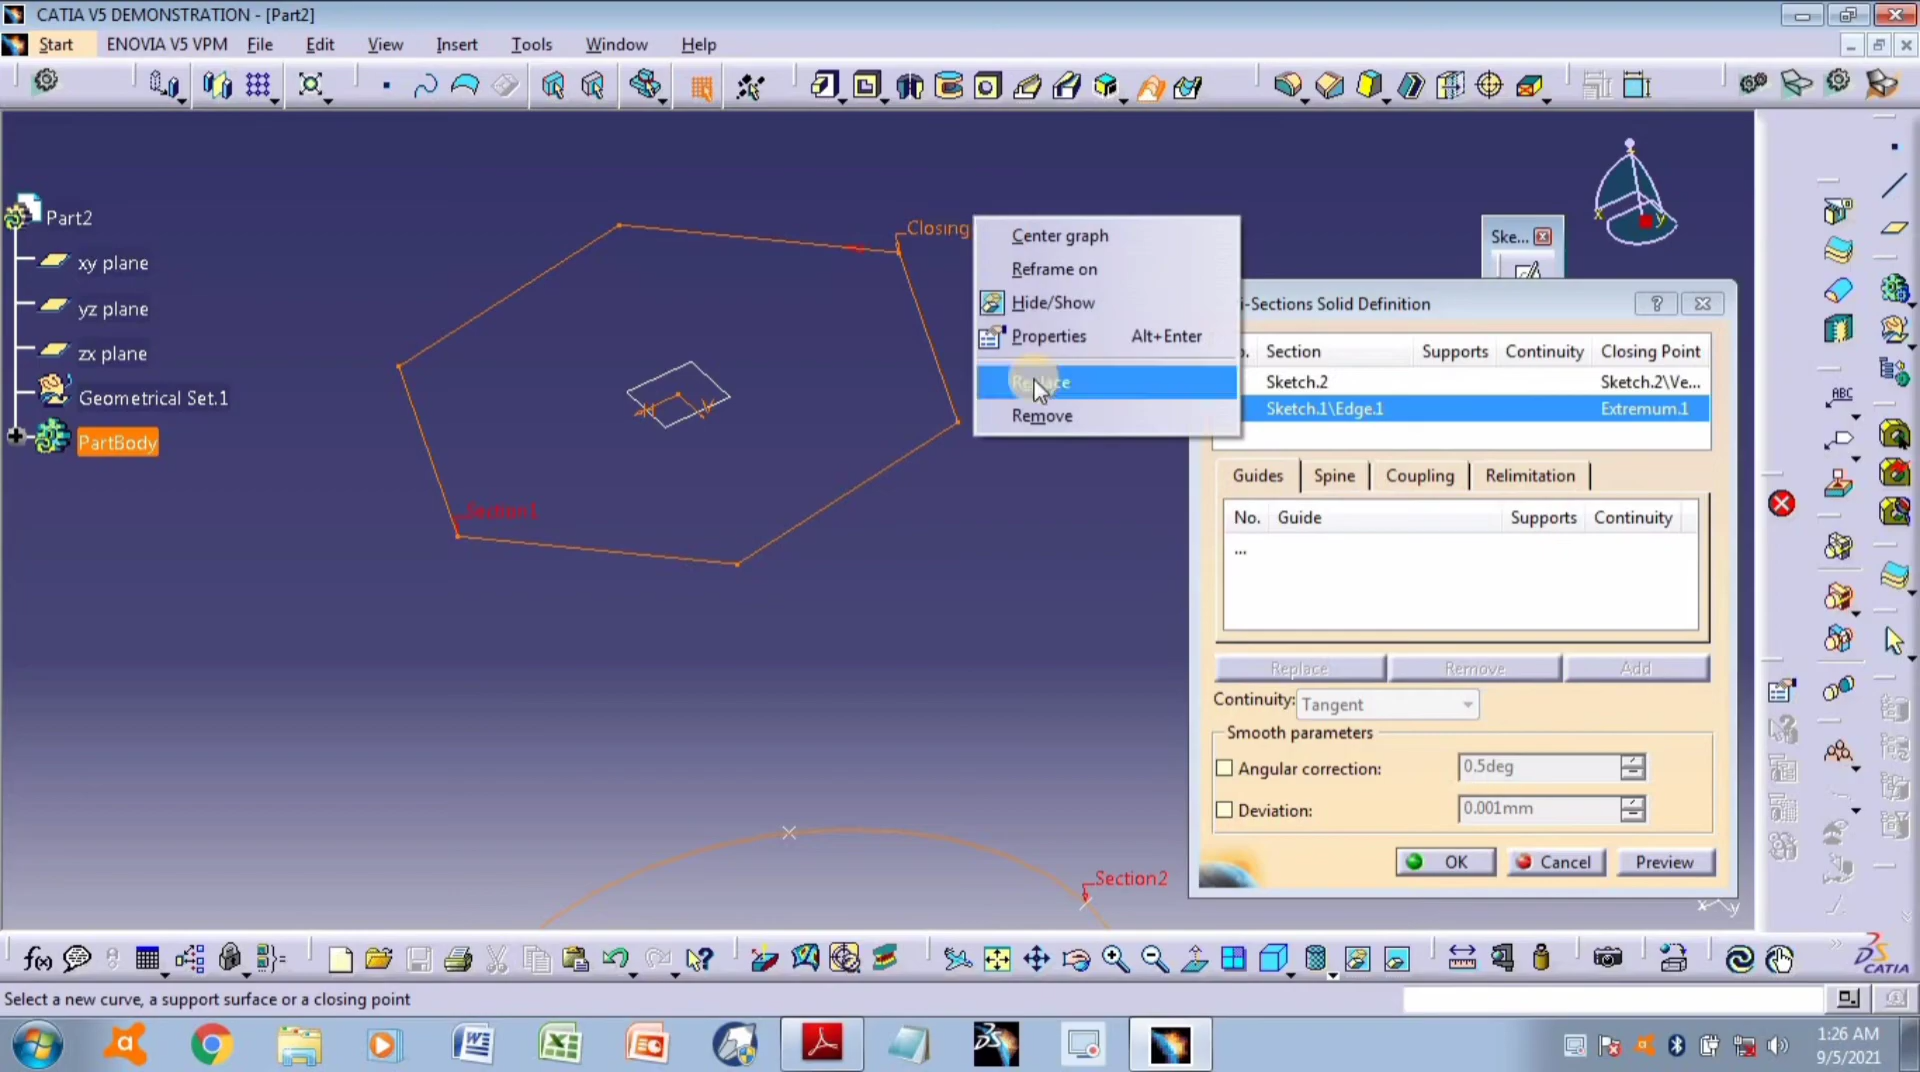 CATIA V5 DEMONSTRATION - [Part2]
Start ENOVIA V5 VPM File Edit View Insert Tools Window Help
Part2
xy plane
yz plane
zx plane
Geometrical Set.1
PartBody
Closing
Section1
Section2
Center graph
Reframe on
Hide/Show
Properties Alt+Enter
Replace
Remove
Ske...
i-Sections Solid Definition
Section Supports Continuity Closing Point
Sketch.2 Sketch.2\Ve...
Sketch.1\Edge.1 Extremum.1
Guides Spine Coupling Relimitation
No. Guide Supports Continuity
...
Replace Remove Add
Continuity: Tangent
Smooth parameters
Angular correction: 0.5deg
Deviation: 0.001mm
OK Cancel Preview
ABC
x y
f(x)
DS CATIA
Select a new curve, a support surface or a closing point
1:26 AM
9/5/2021